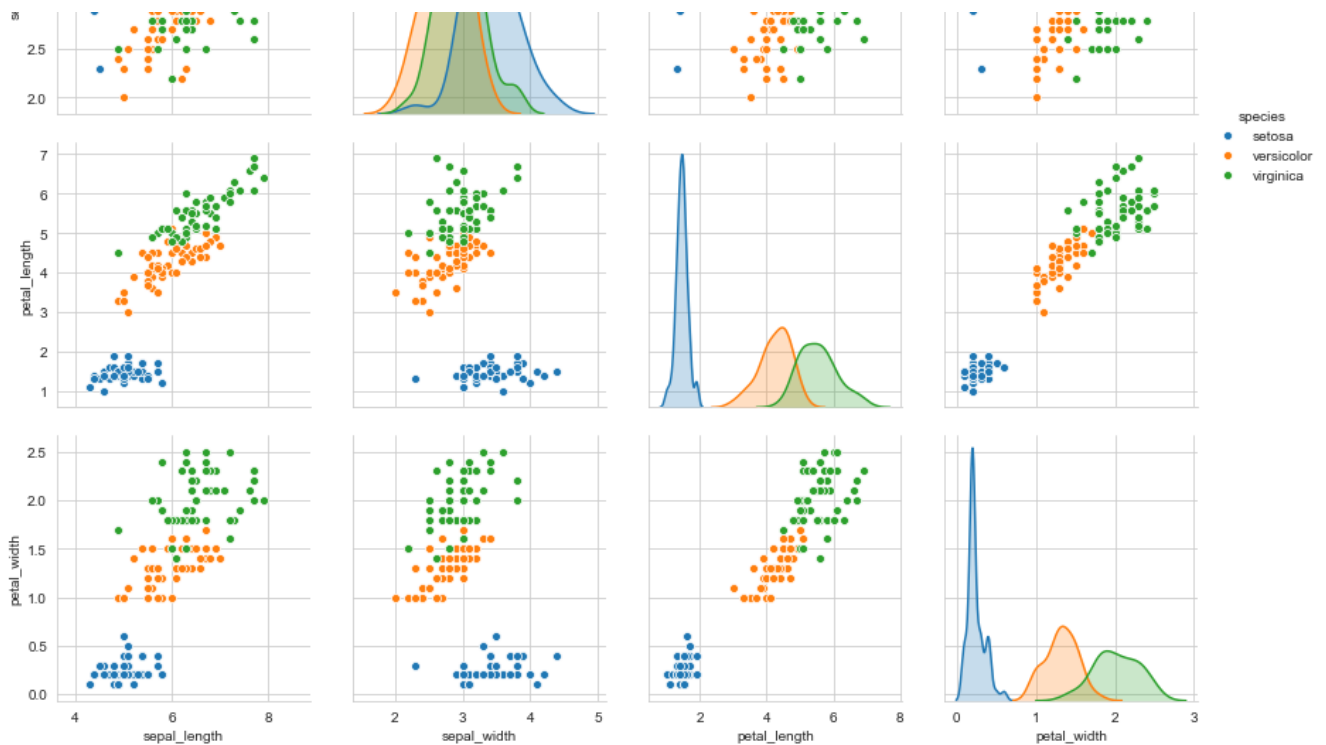 2.5
2.0
species
setosa
versicolor
virginica
petal_length
7
6
5
4
3
2
1
petal_width
2.5
2.0
1.5
1.0
0.5
0.0
4 6 8
sepal_length
2 3 4 5
sepal_width
2 4 6 8
petal_length
0 1 2 3
petal_width